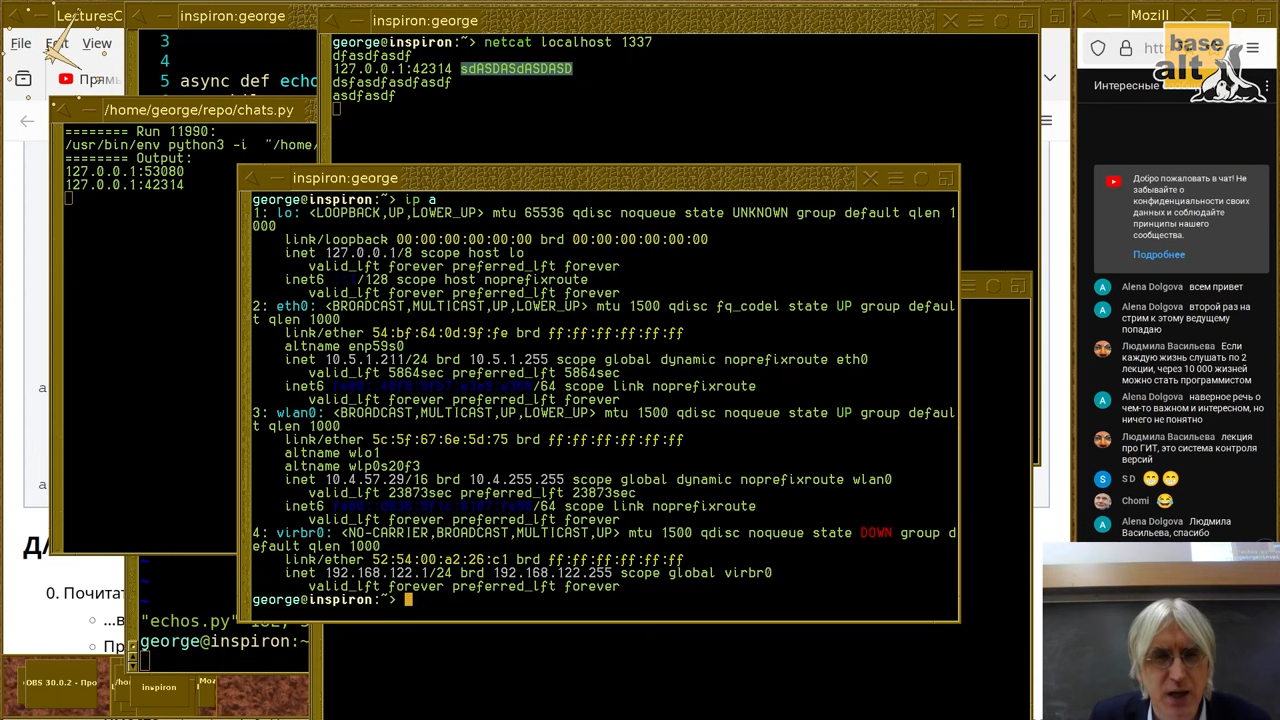 LecturesC
File Edit View
Прямы
inspiron:george
3
4
5 async def echo
/home/george/repo/chats.py
======== Run 11990:
/usr/bin/env python3 -i "/home/
======== Output:
127.0.0.1:53080
127.0.0.1:42314
inspiron:george
george@inspiron:~> netcat localhost 1337
dfasdfasdf
127.0.0.1:42314 sdASDASdASDASD
dsfasdfasdfasdf
asdfasdf
inspiron:george
george@inspiron:~> ip a
1: lo: <LOOPBACK,UP,LOWER_UP> mtu 65536 qdisc noqueue state UNKNOWN group default qlen 1
000
link/loopback 00:00:00:00:00:00 brd 00:00:00:00:00:00
inet 127.0.0.1/8 scope host lo
valid_lft forever preferred_lft forever
inet6 /128 scope host noprefixroute
valid_lft forever preferred_lft forever
2: eth0: <BROADCAST,MULTICAST,UP,LOWER_UP> mtu 1500 qdisc fq_codel state UP group defaul
t qlen 1000
link/ether 54:bf:64:0d:9f:fe brd ff:ff:ff:ff:ff:ff
altname enp59s0
inet 10.5.1.211/24 brd 10.5.1.255 scope global dynamic noprefixroute eth0
valid_lft 5864sec preferred_lft 5864sec
inet6 /64 scope link noprefixroute
valid_lft forever preferred_lft forever
3: wlan0: <BROADCAST,MULTICAST,UP,LOWER_UP> mtu 1500 qdisc noqueue state UP group defaul
t qlen 1000
link/ether 5c:5f:67:6e:5d:75 brd ff:ff:ff:ff:ff:ff
altname wlo1
altname wlp0s20f3
inet 10.4.57.29/16 brd 10.4.255.255 scope global dynamic noprefixroute wlan0
valid_lft 23873sec preferred_lft 23873sec
inet6 /64 scope link noprefixroute
valid_lft forever preferred_lft forever
4: virbr0: <NO-CARRIER,BROADCAST,MULTICAST,UP> mtu 1500 qdisc noqueue state DOWN group d
efault qlen 1000
link/ether 52:54:00:a2:26:c1 brd ff:ff:ff:ff:ff:ff
inet 192.168.122.1/24 brd 192.168.122.255 scope global virbr0
valid_lft forever preferred_lft forever
george@inspiron:~>
Д/
0. Почитат
...в
Пр
"echos.py"
george@inspiron:~
OBS 30.0.2 - Про
inspiron
Moz
Mozill
htt
base
alt
Интересные
Добро пожаловать в чат! Не
забывайте о
конфиденциальности своих
данных и соблюдайте
принципы нашего
сообщества.
Подробнее
Alena Dolgova всем привет
Alena Dolgova второй раз на
стрим к этому ведущему
попадаю
Людмила Васильева Если
каждую жизнь слушать по 2
лекции, через 10 000 жизней
можно стать программистом
Alena Dolgova наверное речь о
чем-то важном и интересном, но
ничего не понятно
Людмила Васильева лекция
про ГИТ, это система контроля
версий
S D
Chomi
Alena Dolgova Людмила
Васильева, спасибо